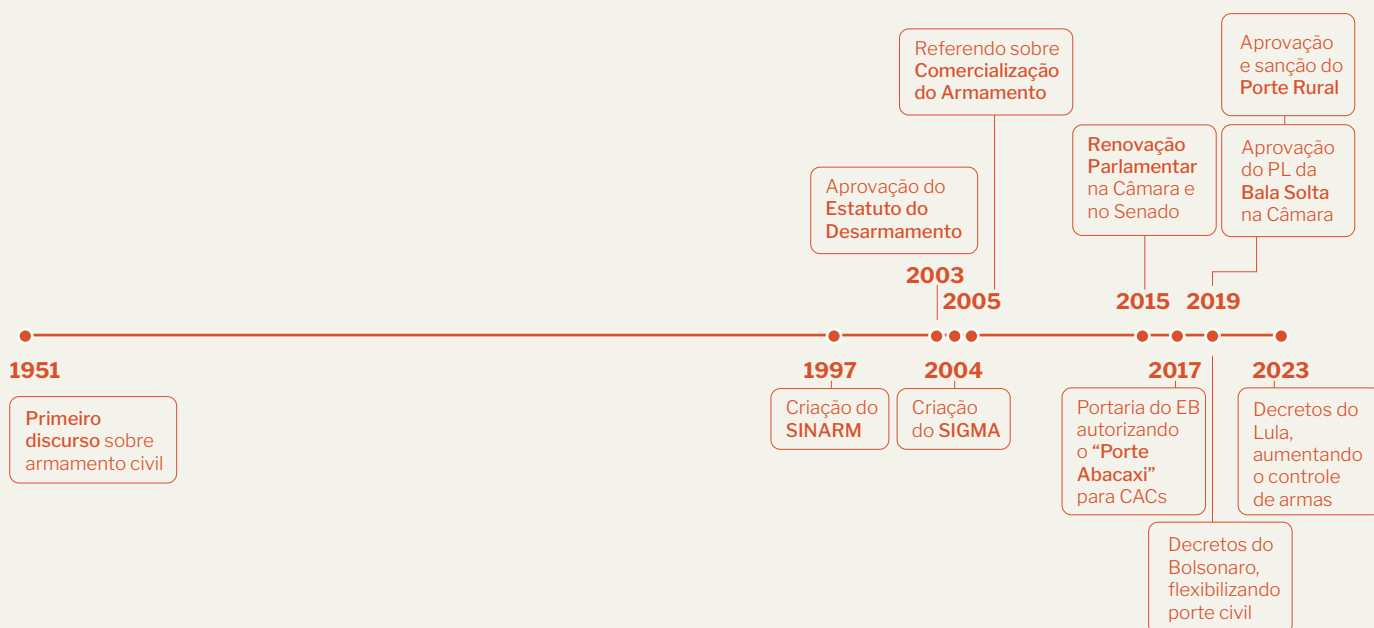 Referendo sobre
Comercialização
do Armamento
Aprovação
e sanção do
Porte Rural
Aprovação do
Estatuto do
Desarmamento
Renovação
Parlamentar
na Câmara e
no Senado
Aprovação
do PL da
Bala Solta
na Câmara
2003
2005
2015
2019
1951
1997
2004
2017
2023
Primeiro
discurso sobre
armamento civil
Criação do
SINARM
Criação
do SIGMA
Portaria do EB
autorizando
o “Porte
Abacaxi”
para CACs
Decretos do
Lula,
aumentando
o controle
de armas
Decretos do
Bolsonaro,
flexibilizando
porte civil